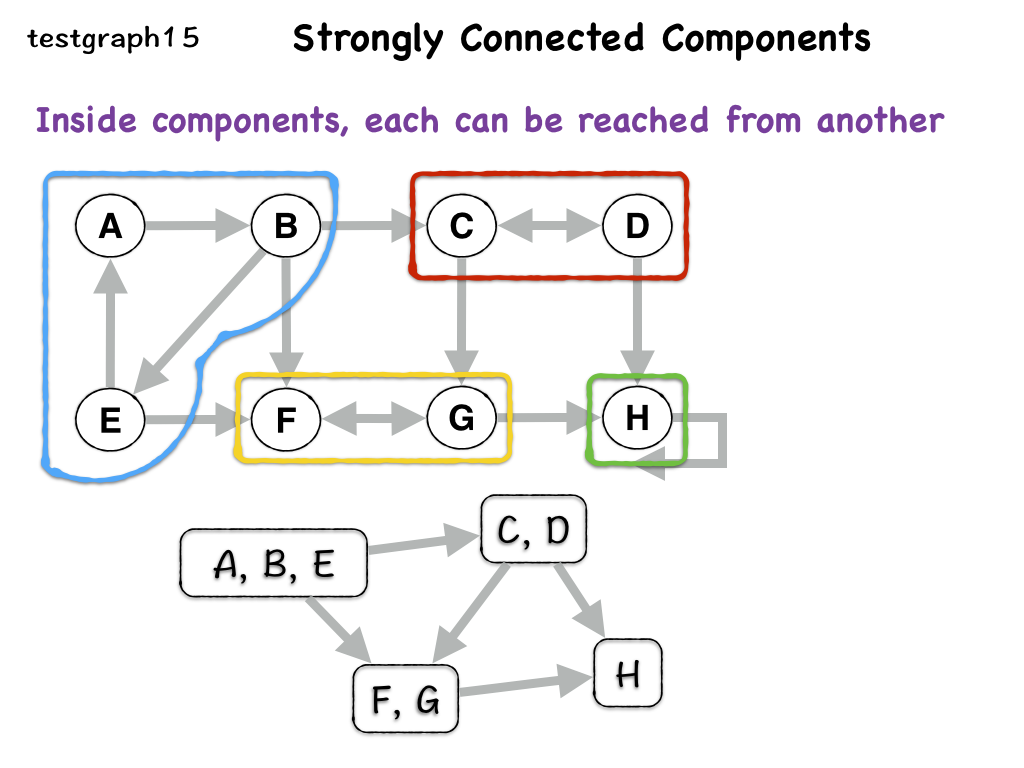 testgraph15
Strongly Connected Components
Inside components, each can be reached from another
A
B
C
D
E
F
G
H
C, D
A, B, E
H
F, G